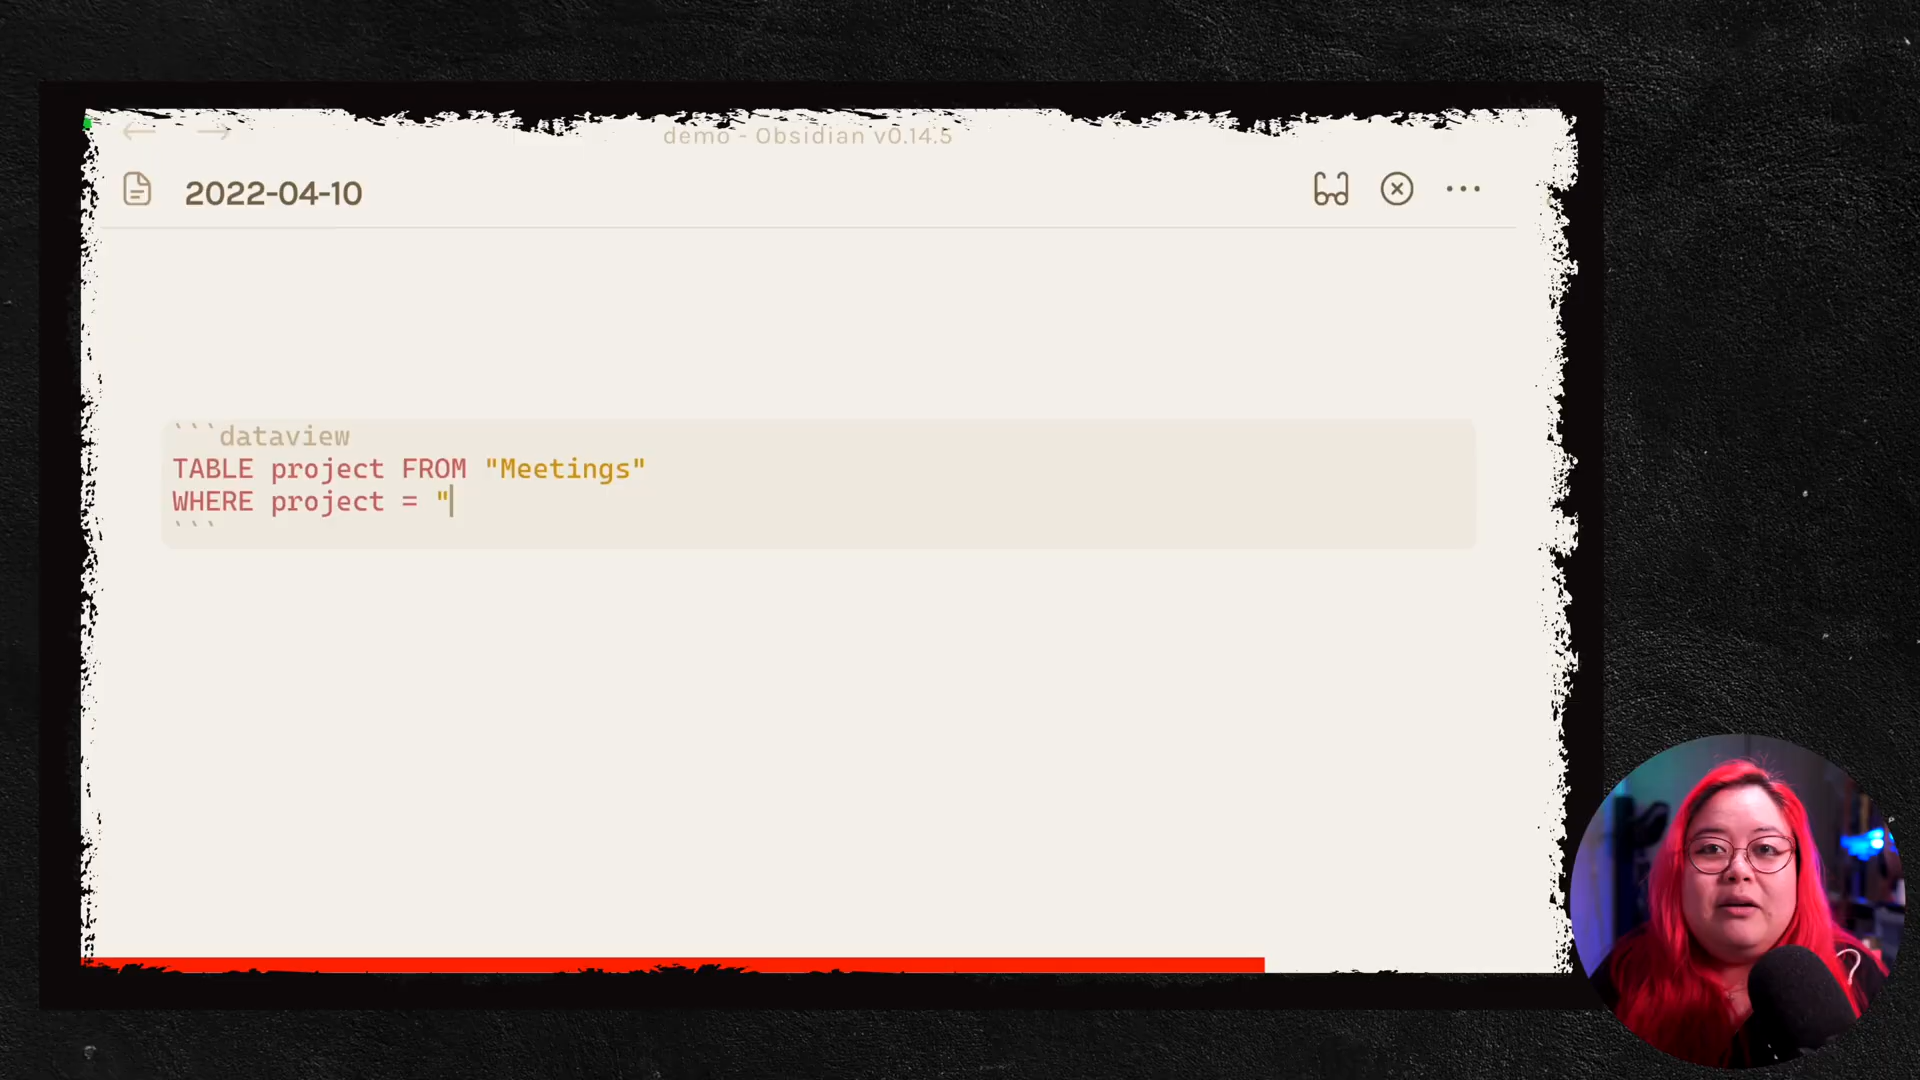 demo - Obsidian v0.14.5
2022-04-10
```dataview
TABLE project FROM "Meetings"
WHERE project = "
```